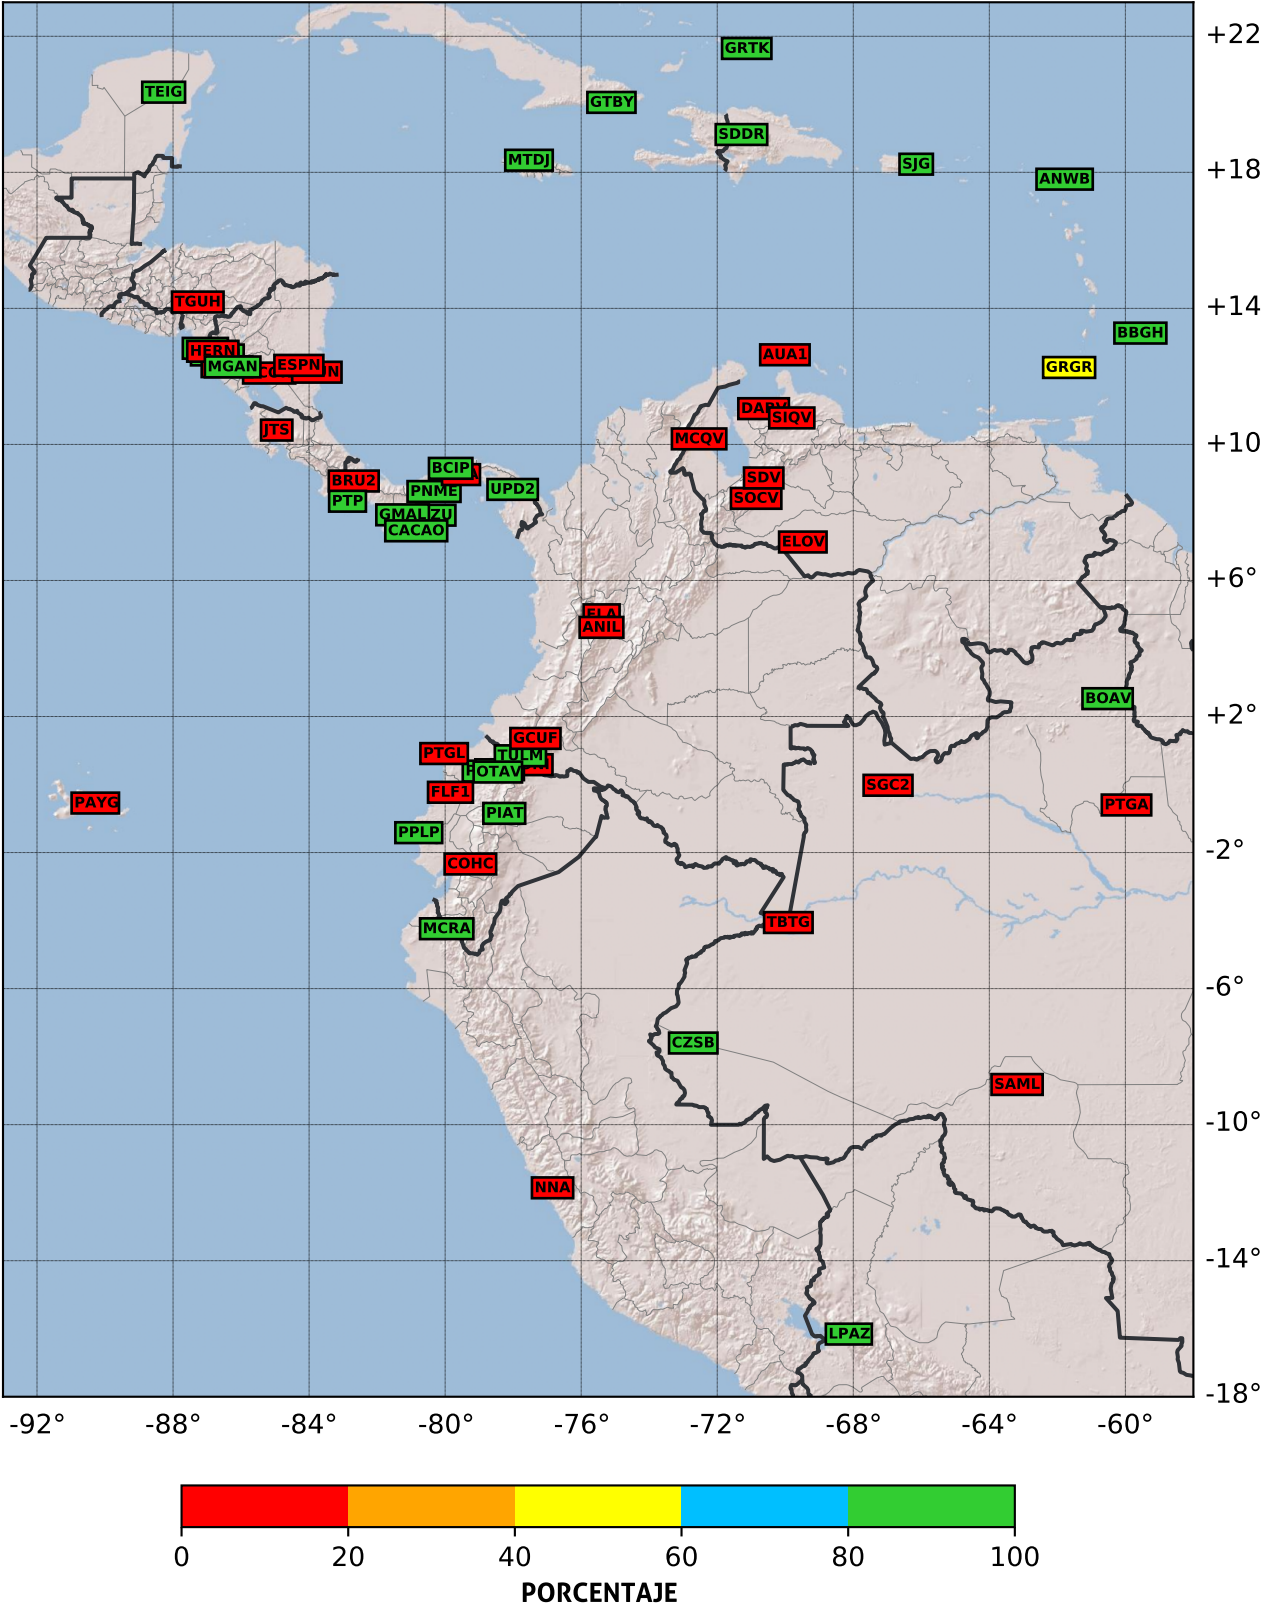 GRTK
+22
TEIG
GTBY
SDDR
MTDJ
SJG
+18
ANWB
TGUH
+14
BBGH
HERN
AUA1
MGAN
ESPN
GRGR
SIQV
JTS
MCQV
+10
BCIP
BRU2
SDV
PNME
UPD2
PTP
SOCV
GMAL
CACAO
ELOV
+6°
ANIL
BOAV
+2°
GCUF
PTGL
TULM
OTAV
SGC2
FLF1
PAYG
PTGA
PIAT
PPLP
-2°
COHC
TBTG
MCRA
-6°
CZSB
SAML
-10°
NNA
-14°
LPAZ
-18°
-92° -88° -84° -80° -76° -72° -68° -64° -60°
0 20 40 60 80 100
PORCENTAJE